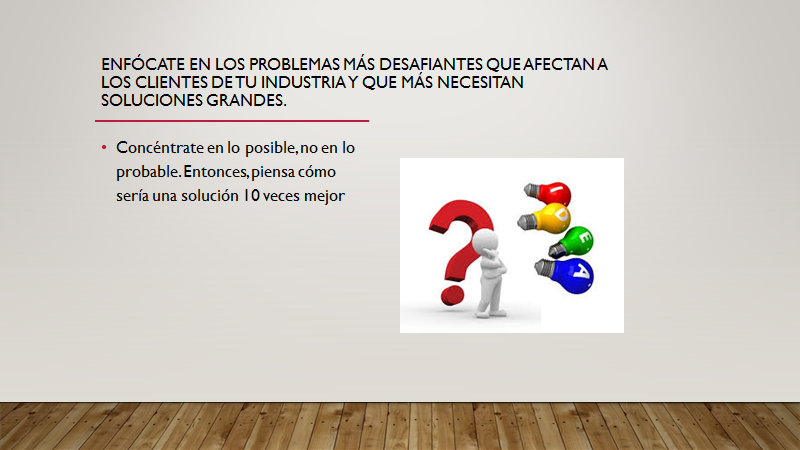 ENFÓCATE EN LOS PROBLEMAS MÁS DESAFIANTES QUE AFECTAN A
LOS CLIENTES DE TU INDUSTRIA Y QUE MÁS NECESITAN
SOLUCIONES GRANDES.
• Concéntrate en lo posible, no en lo
probable. Entonces, piensa cómo
sería una solución 10 veces mejor
?
I
D
E
A